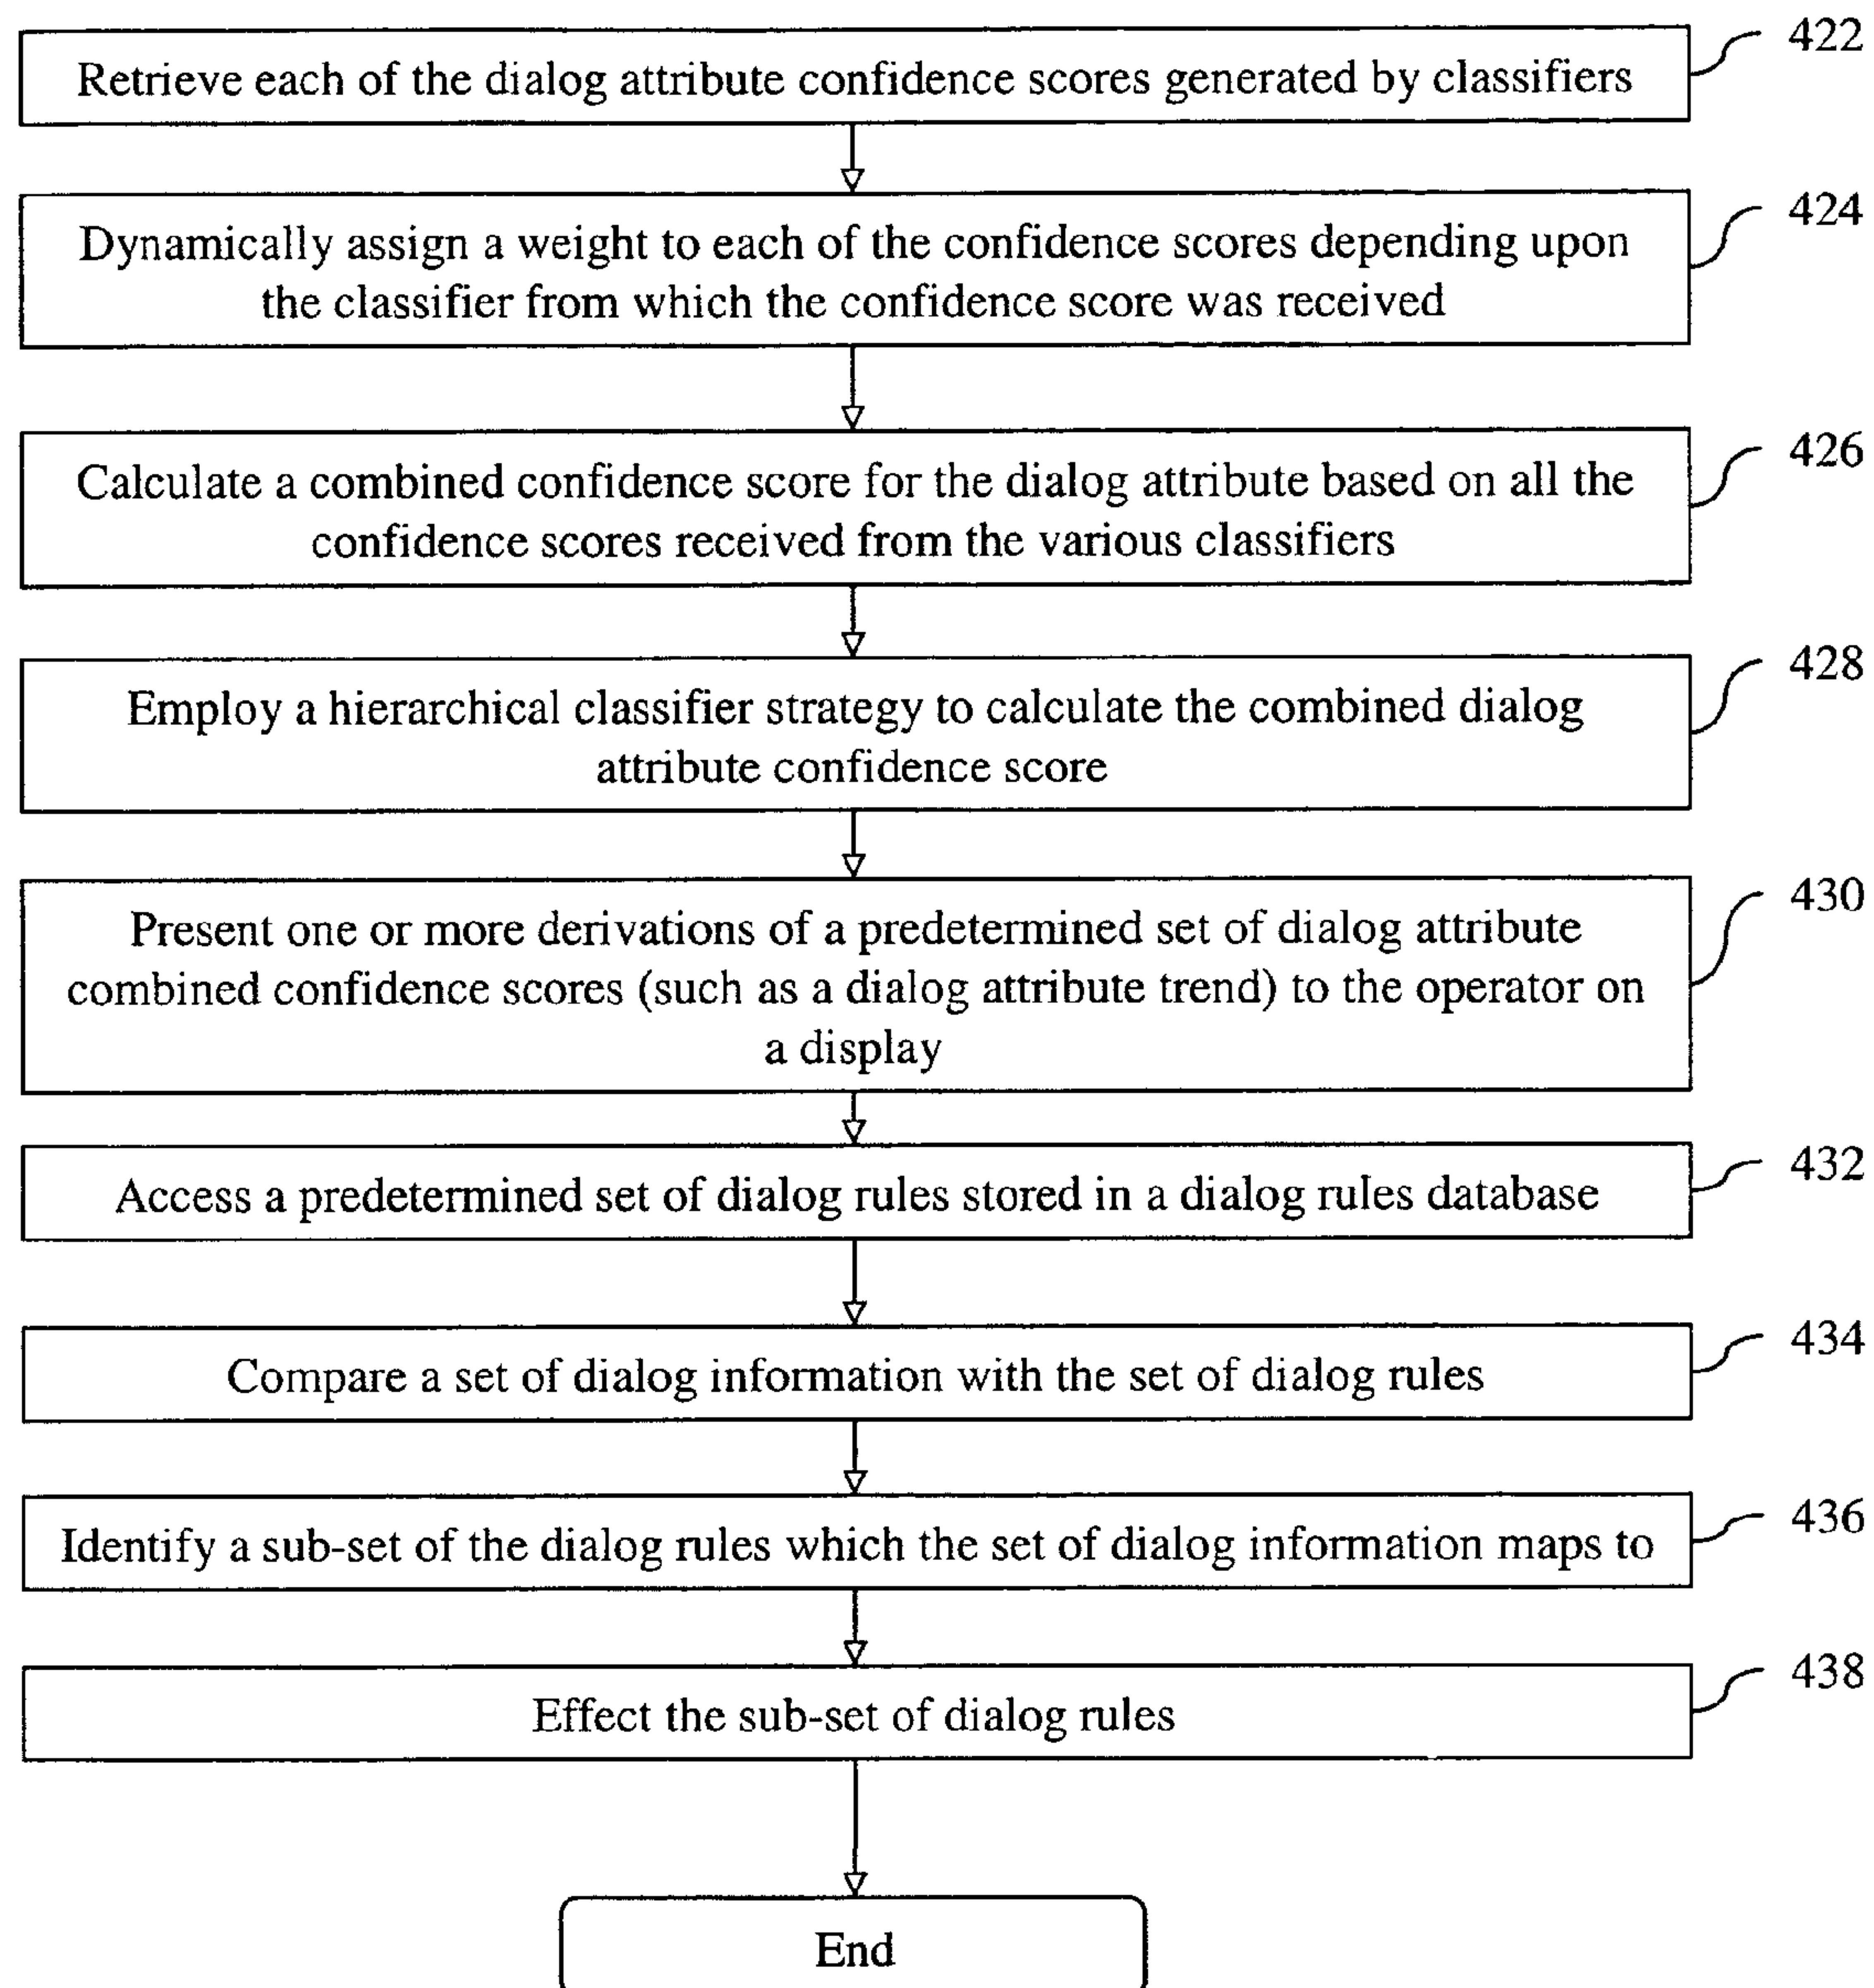 422
Retrieve each of the dialog attribute confidence scores generated by classifiers
424
Dynamically assign a weight to each of the confidence scores depending upon
the classifier from which the confidence score was received
426
Calculate a combined confidence score for the dialog attribute based on all the
confidence scores received from the various classifiers
428
Employ a hierarchical classifier strategy to calculate the combined dialog
attribute confidence score
430
Present one or more derivations of a predetermined set of dialog attribute
combined confidence scores (such as a dialog attribute trend) to the operator on
a display
432
Access a predetermined set of dialog rules stored in a dialog rules database
434
Compare a set of dialog information with the set of dialog rules
436
Identify a sub-set of the dialog rules which the set of dialog information maps to
438
Effect the sub-set of dialog rules
End